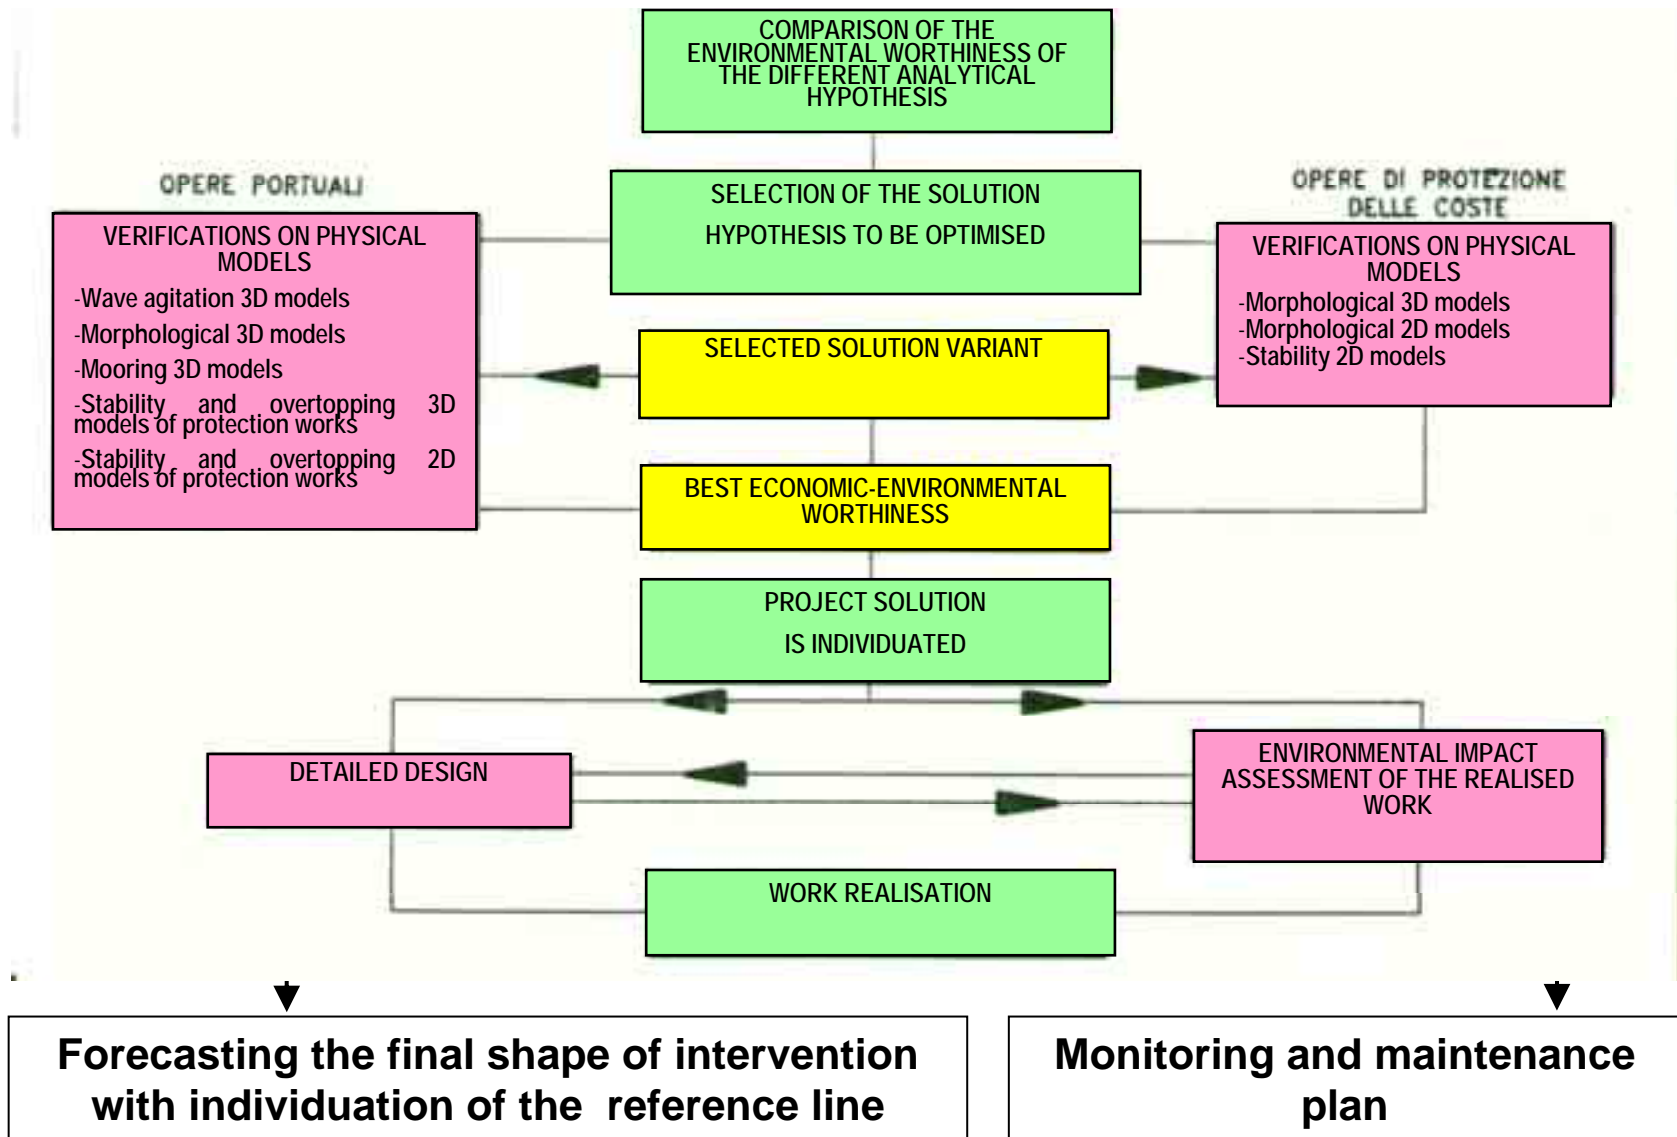 COMPARISON OF THE
ENVIRONMENTAL WORTHINESS OF
THE DIFFERENT ANALYTICAL
HYPOTHESIS
OPERE PORTUALI
SELECTION OF THE SOLUTION
HYPOTHESIS TO BE OPTIMISED
OPERE DI PROTEZIONE
DELLE COSTE
VERIFICATIONS ON PHYSICAL
MODELS
-Wave agitation 3D models
-Morphological 3D models
-Mooring 3D models
-Stability and overtopping 3D
models of protection works
-Stability and overtopping 2D
models of protection works
VERIFICATIONS ON PHYSICAL
MODELS
-Morphological 3D models
-Morphological 2D models
-Stability 2D models
SELECTED SOLUTION VARIANT
BEST ECONOMIC-ENVIRONMENTAL
WORTHINESS
PROJECT SOLUTION
IS INDIVIDUATED
DETAILED DESIGN
ENVIRONMENTAL IMPACT
ASSESSMENT OF THE REALISED
WORK
WORK REALISATION
Forecasting the final shape of intervention
with individuation of the reference line
Monitoring and maintenance
plan